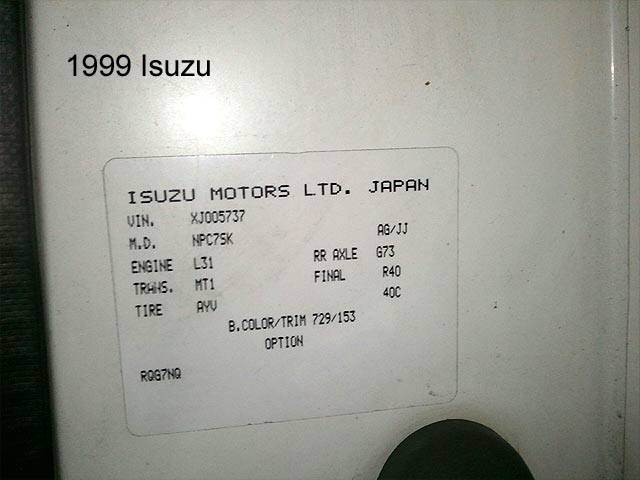 1999 Isuzu
ISUZU MOTORS LTD. JAPAN
VIN. XJ005737
M.D. NPC75K AG/JJ
ENGINE L31 RR AXLE G73
TRANS. MT1 FINAL R40
TIRE AYV 40C
B.COLOR/TRIM 729/153
OPTION
RQG7NQ